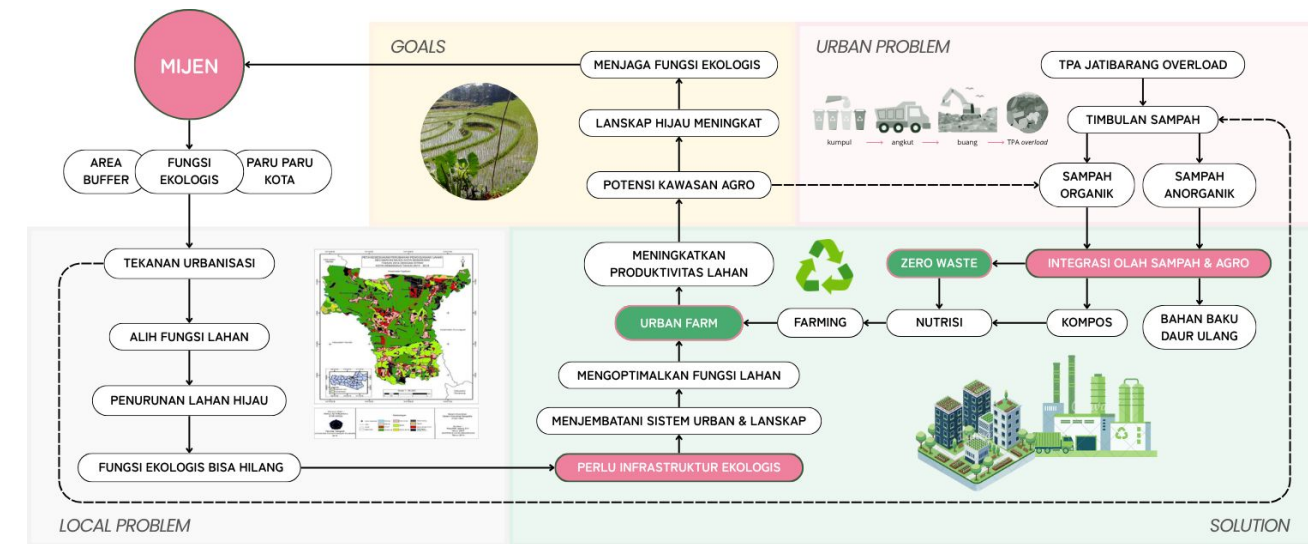 MIJEN
AREA
BUFFER
FUNGSI
EKOLOGIS
PARU PARU
KOTA
GOALS
MENJAGA FUNGSI EKOLOGIS
LANSKAP HIJAU MENINGKAT
POTENSI KAWASAN AGRO
URBAN PROBLEM
TPA JATIBARANG OVERLOAD
TIMBULAN SAMPAH
kumpul
angkut
buang
TPA overload
SAMPAH
ORGANIK
SAMPAH
ANORGANIK
TEKANAN URBANISASI
ALIH FUNGSI LAHAN
PENURUNAN LAHAN HIJAU
FUNGSI EKOLOGIS BISA HILANG
LOCAL PROBLEM
MENINGKATKAN
PRODUKTIVITAS LAHAN
ZERO WASTE
INTEGRASI OLAH SAMPAH & AGRO
URBAN FARM
FARMING
NUTRISI
KOMPOS
BAHAN BAKU
DAUR ULANG
MENGOPTIMALKAN FUNGSI LAHAN
MENJEMBATANI SISTEM URBAN & LANSKAP
PERLU INFRASTRUKTUR EKOLOGIS
SOLUTION